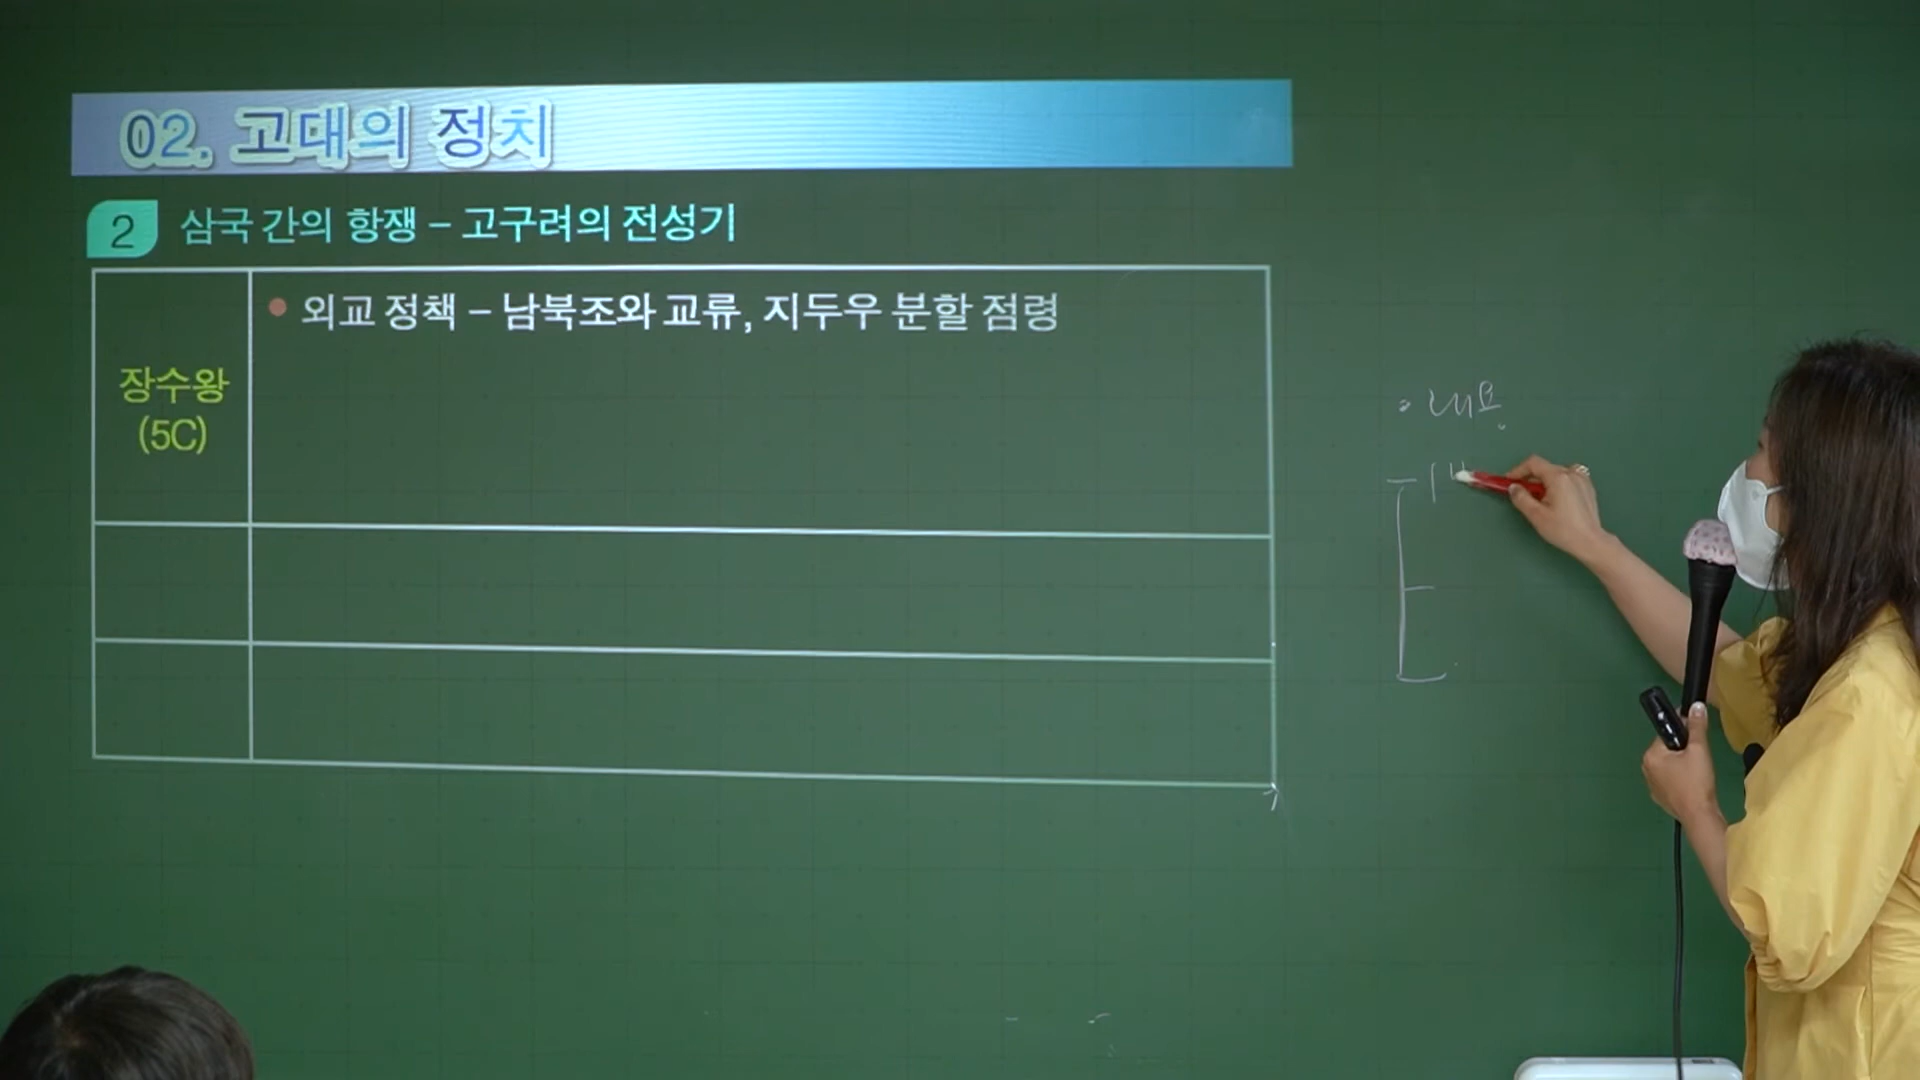 02. 고대의 정치
2 삼국 간의 항쟁 – 고구려의 전성기
• 외교 정책 – 남북조와 교류, 지두우 분할 점령
장수왕
(5C)